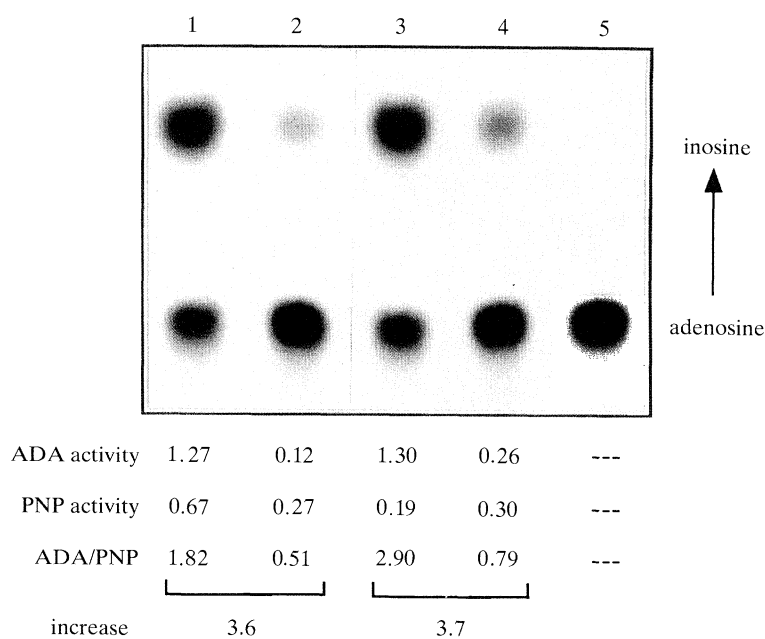 1 2 3 4 5
inosine
adenosine
ADA activity 1.27 0.12 1.30 0.26 ---
PNP activity 0.67 0.27 0.19 0.30 ---
ADA/PNP 1.82 0.51 2.90 0.79 ---
increase 3.6 3.7